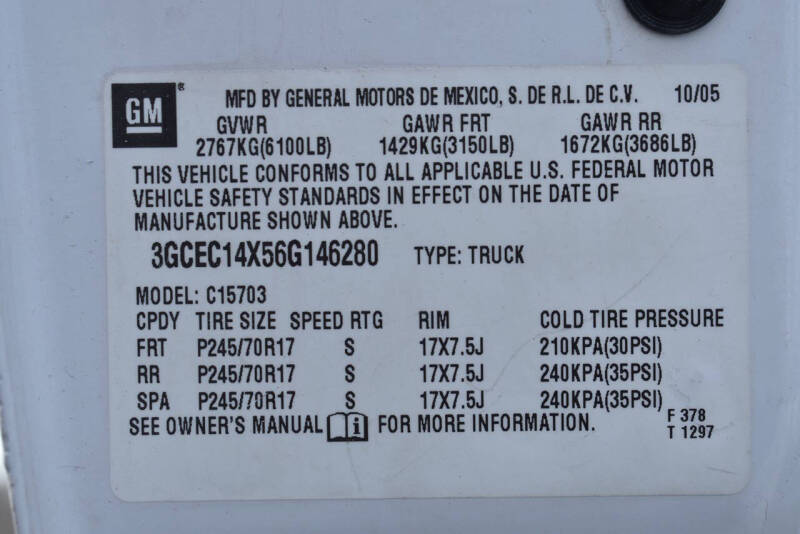 GM ® MFD BY GENERAL MOTORS DE MEXICO, S. DE R.L. DE C.V. 10/05
GVWR GAWR FRT GAWR RR
2767KG(6100LB) 1429KG(3150LB) 1672KG(3686LB)
THIS VEHICLE CONFORMS TO ALL APPLICABLE U.S. FEDERAL MOTOR
VEHICLE SAFETY STANDARDS IN EFFECT ON THE DATE OF
MANUFACTURE SHOWN ABOVE.
3GCEC14X56G146280 TYPE: TRUCK
MODEL: C15703
CPDY TIRE SIZE SPEED RTG RIM COLD TIRE PRESSURE
FRT P245/70R17 S 17X7.5J 210KPA(30PSI)
RR P245/70R17 S 17X7.5J 240KPA(35PSI)
SPA P245/70R17 S 17X7.5J 240KPA(35PSI)
SEE OWNER'S MANUAL i FOR MORE INFORMATION.
F 378
T 1297